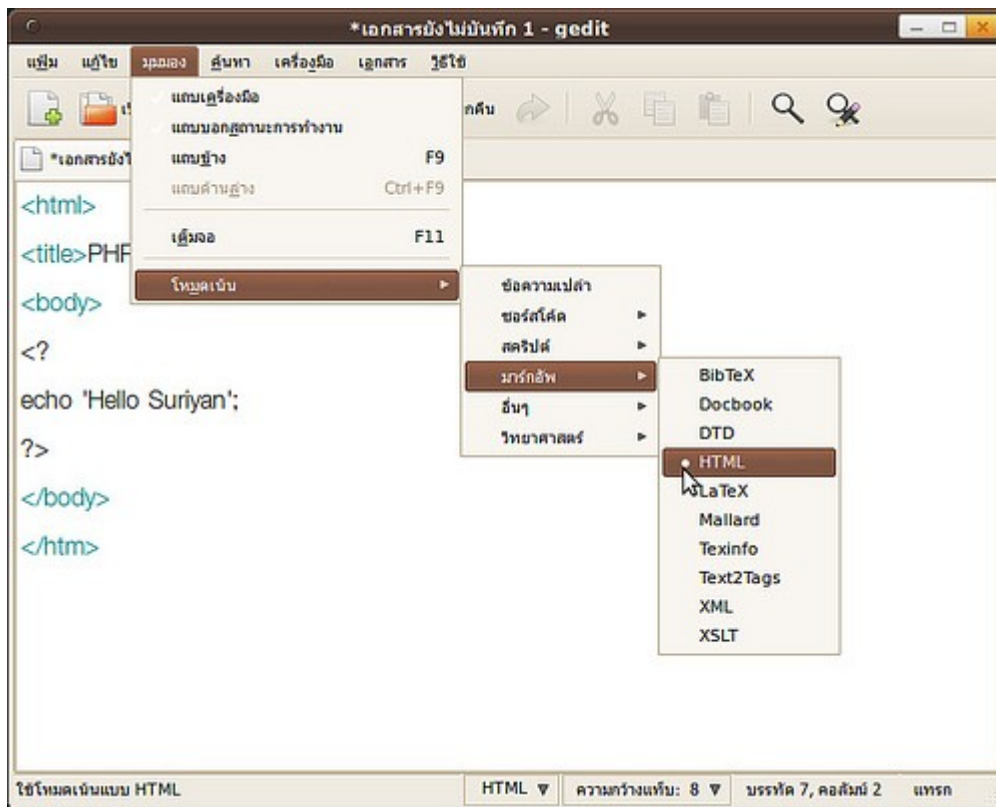 *เอกสารยังไม่บันทึก 1 - gedit
แฟ้ม แก้ไข มุมมอง ค้นหา เครื่องมือ เอกสาร วิธีใช้
แถบเครื่องมือ
แถบบอกสถานะการทำงาน
แถบข้าง F9
แถบด้านล่าง Ctrl+F9
เต็มจอ F11
โหมดเน้น
ข้อความเปล่า
ซอร์สโค้ด
สคริปต์
มาร์กอัพ
อื่นๆ
วิทยาศาสตร์
BibTeX
Docbook
DTD
HTML
LaTeX
Mallard
Texinfo
Text2Tags
XML
XSLT
*เอกสารยังไ
<html>
<title>PHP
<body>
<?
echo 'Hello Suriyan';
?>
</body>
</htm>
ใช้โหมดเน้นแบบ HTML HTML ความกว้างแท็บ: 8 บรรทัด 7, คอลัมน์ 2 แทรก